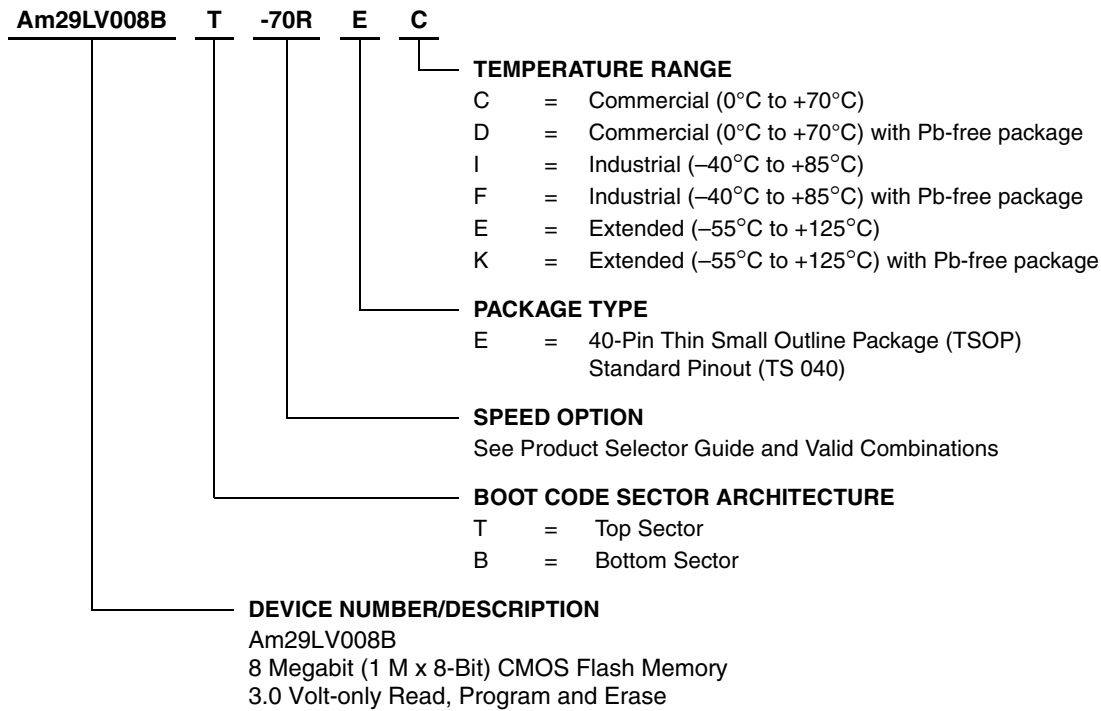 Am29LV008B T -70R E C
TEMPERATURE RANGE
C = Commercial (0°C to +70°C)
D = Commercial (0°C to +70°C) with Pb-free package
I = Industrial (–40°C to +85°C)
F = Industrial (–40°C to +85°C) with Pb-free package
E = Extended (–55°C to +125°C)
K = Extended (–55°C to +125°C) with Pb-free package
PACKAGE TYPE
E = 40-Pin Thin Small Outline Package (TSOP)
Standard Pinout (TS 040)
SPEED OPTION
See Product Selector Guide and Valid Combinations
BOOT CODE SECTOR ARCHITECTURE
T = Top Sector
B = Bottom Sector
DEVICE NUMBER/DESCRIPTION
Am29LV008B
8 Megabit (1 M x 8-Bit) CMOS Flash Memory
3.0 Volt-only Read, Program and Erase